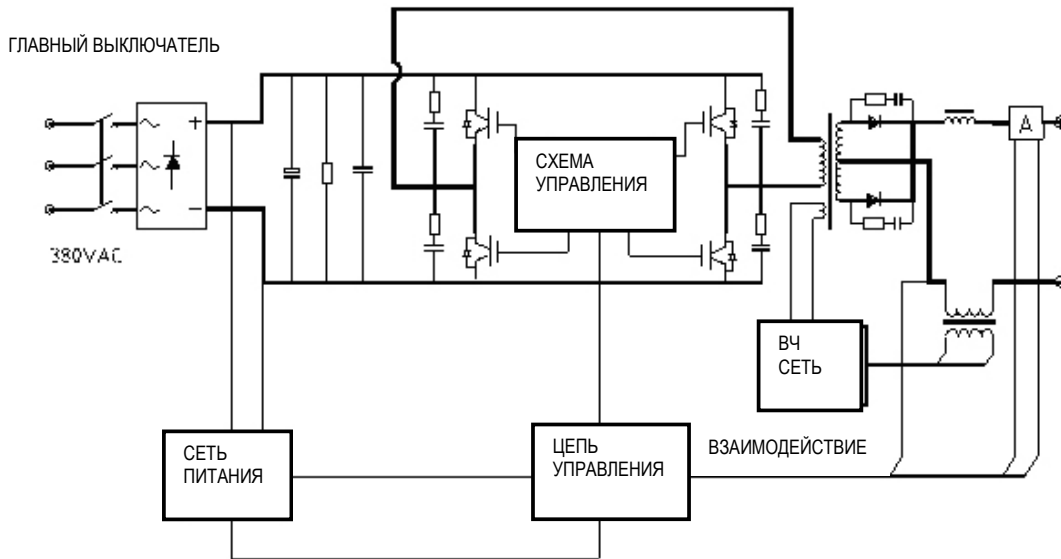 ГЛАВНЫЙ ВЫКЛЮЧАТЕЛЬ
+
−
380VAC
СХЕМА
УПРАВЛЕНИЯ
A
ВЧ
СЕТЬ
СЕТЬ
ПИТАНИЯ
ЦЕПЬ
УПРАВЛЕНИЯ
ВЗАИМОДЕЙСТВИЕ